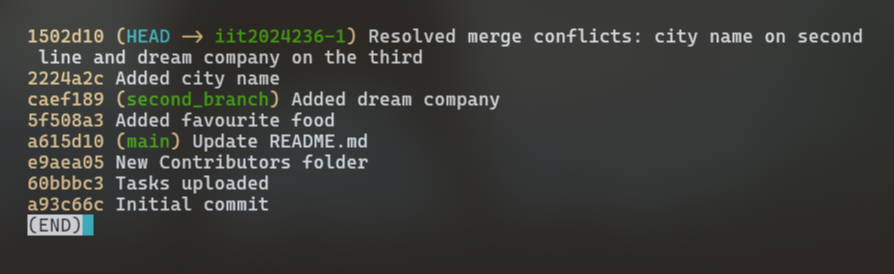 1502d10 (HEAD -> iit2024236-1) Resolved merge conflicts: city name on second
line and dream company on the third
2224a2c Added city name
caef189 (second_branch) Added dream company
5f508a3 Added favourite food
a615d10 (main) Update README.md
e9aea05 New Contributors folder
60bbbc3 Tasks uploaded
a93c66c Initial commit
(END)